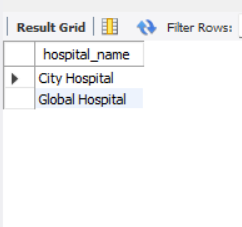 Result Grid Filter Rows:
hospital_name
City Hospital
Global Hospital